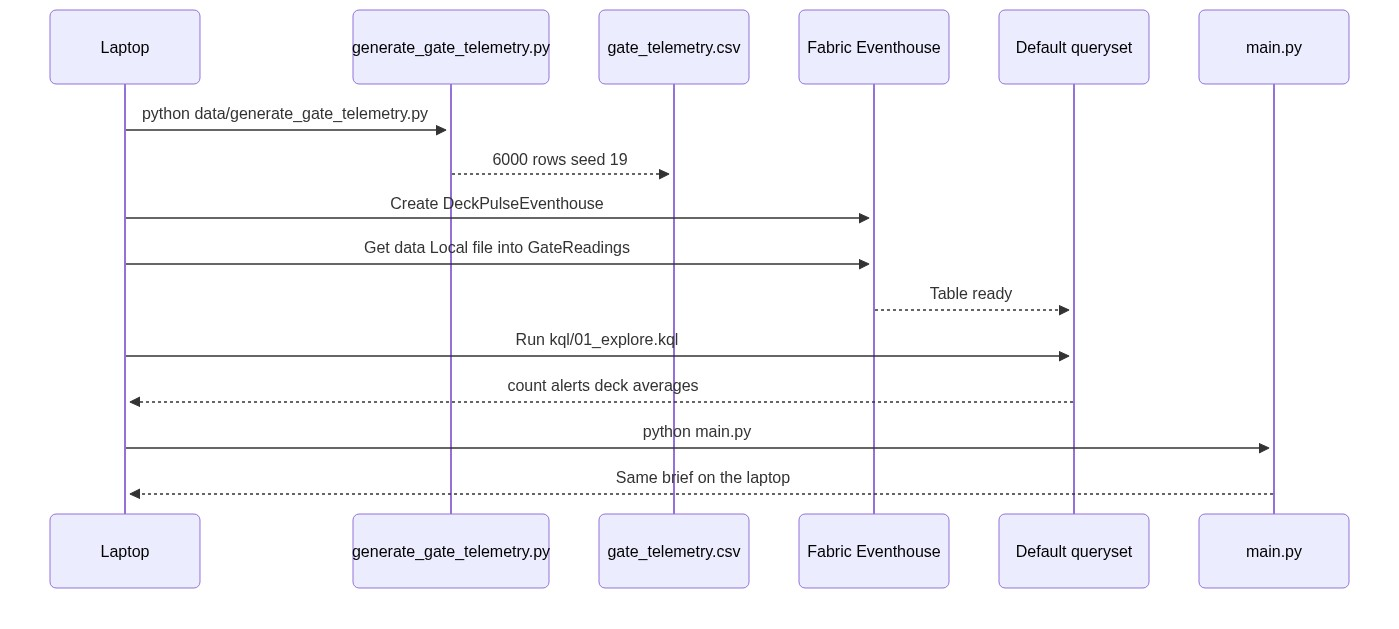 Laptop
generate_gate_telemetry.py
gate_telemetry.csv
Fabric Eventhouse
Default queryset
main.py
python data/generate_gate_telemetry.py
6000 rows seed 19
Create DeckPulseEventhouse
Get data Local file into GateReadings
Table ready
Run kql/01_explore.kql
count alerts deck averages
python main.py
Same brief on the laptop
Laptop
generate_gate_telemetry.py
gate_telemetry.csv
Fabric Eventhouse
Default queryset
main.py